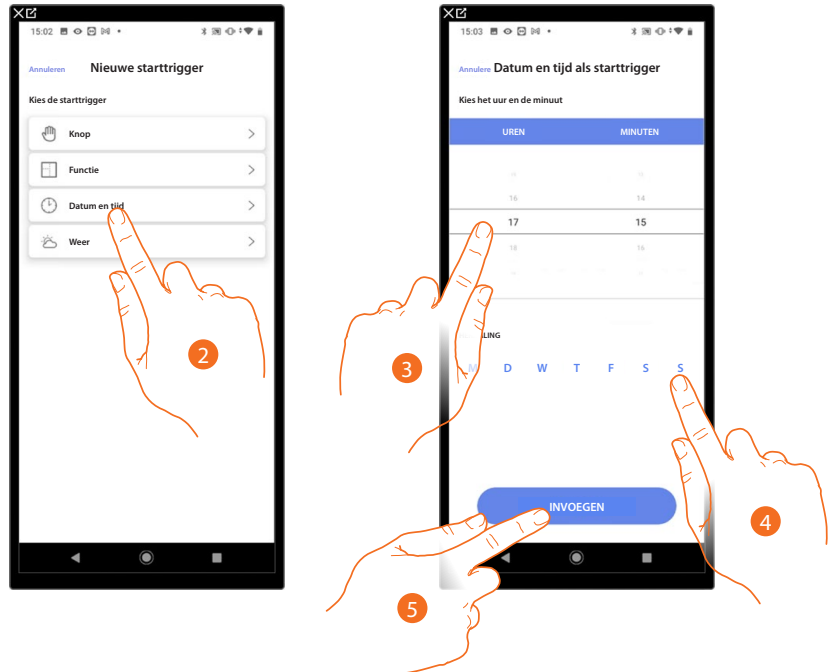 15:02
Annuleren Nieuwe starttrigger
Kies de starttrigger
Knop
Functie
Datum en tijd
Weer
2
15:03
Annulere Datum en tijd als starttrigger
Kies het uur en de minuut
UREN MINUTEN
16 14
17 15
18 16
3
LING
M D W T F S S
INVOEGEN
4
5